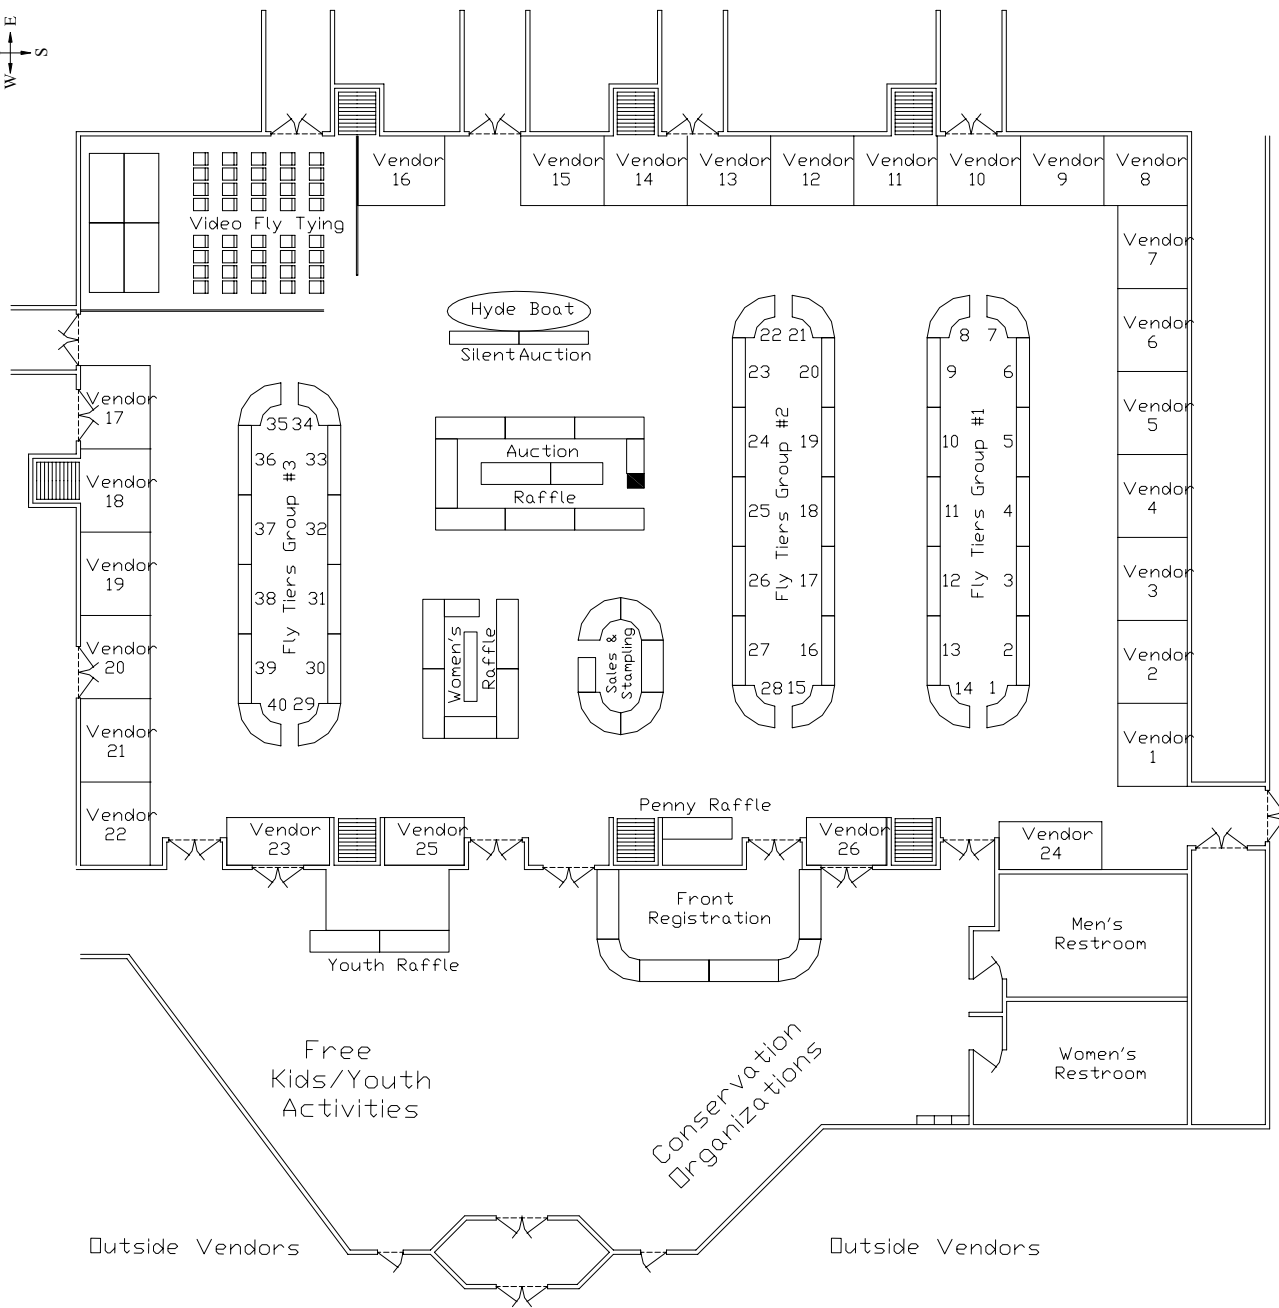 E
S
W
Vendor
16
Vendor
15
Vendor
14
Vendor
13
Vendor
12
Vendor
11
Vendor
10
Vendor
9
Vendor
8
Video Fly Tying
Vendor
7
Vendor
6
Vendor
5
Vendor
4
Vendor
3
Vendor
2
Vendor
1
Hyde Boat
Silent Auction
Auction
Raffle
Women's
Raffle
Sales &
Stampling
Fly Tiers Group #2
22 21
23 20
24 19
25 18
26 17
27 16
28 15
Fly Tiers Group #1
8 7
9 6
10 5
11 4
12 3
13 2
14 1
Fly Tiers Group #3
35 34
36 33
37 32
38 31
39 30
40 29
Vendor
17
Vendor
18
Vendor
19
Vendor
20
Vendor
21
Vendor
22
Vendor
23
Vendor
25
Penny Raffle
Vendor
26
Vendor
24
Youth Raffle
Front
Registration
Men's
Restroom
Women's
Restroom
Free
Kids/Youth
Activities
Conservation
Organizations
Outside Vendors
Outside Vendors